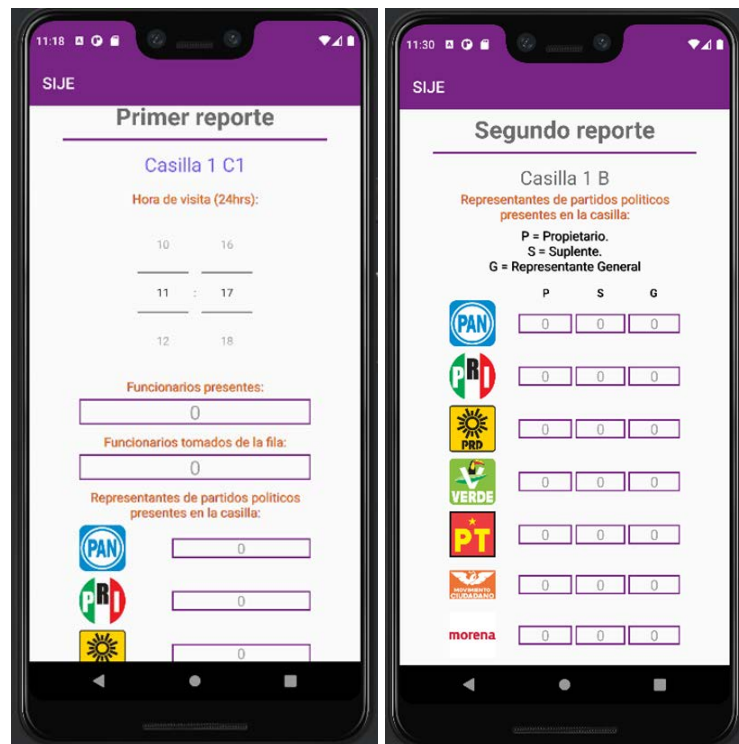 11:18
SIJE
Primer reporte
Casilla 1 C1
Hora de visita (24hrs):
10 16
11 : 17
12 18
Funcionarios presentes:
0
Funcionarios tomados de la fila:
0
Representantes de partidos politicos
presentes en la casilla:
PAN 0
PRI 0
0
11:30
SIJE
Segundo reporte
Casilla 1 B
Representantes de partidos politicos
presentes en la casilla:
P = Propietario.
S = Suplente.
G = Representante General
P S G
PAN 0 0 0
PRI 0 0 0
PRD 0 0 0
VERDE 0 0 0
PT 0 0 0
MOVIMIENTO
CIUDADANO 0 0 0
morena 0 0 0